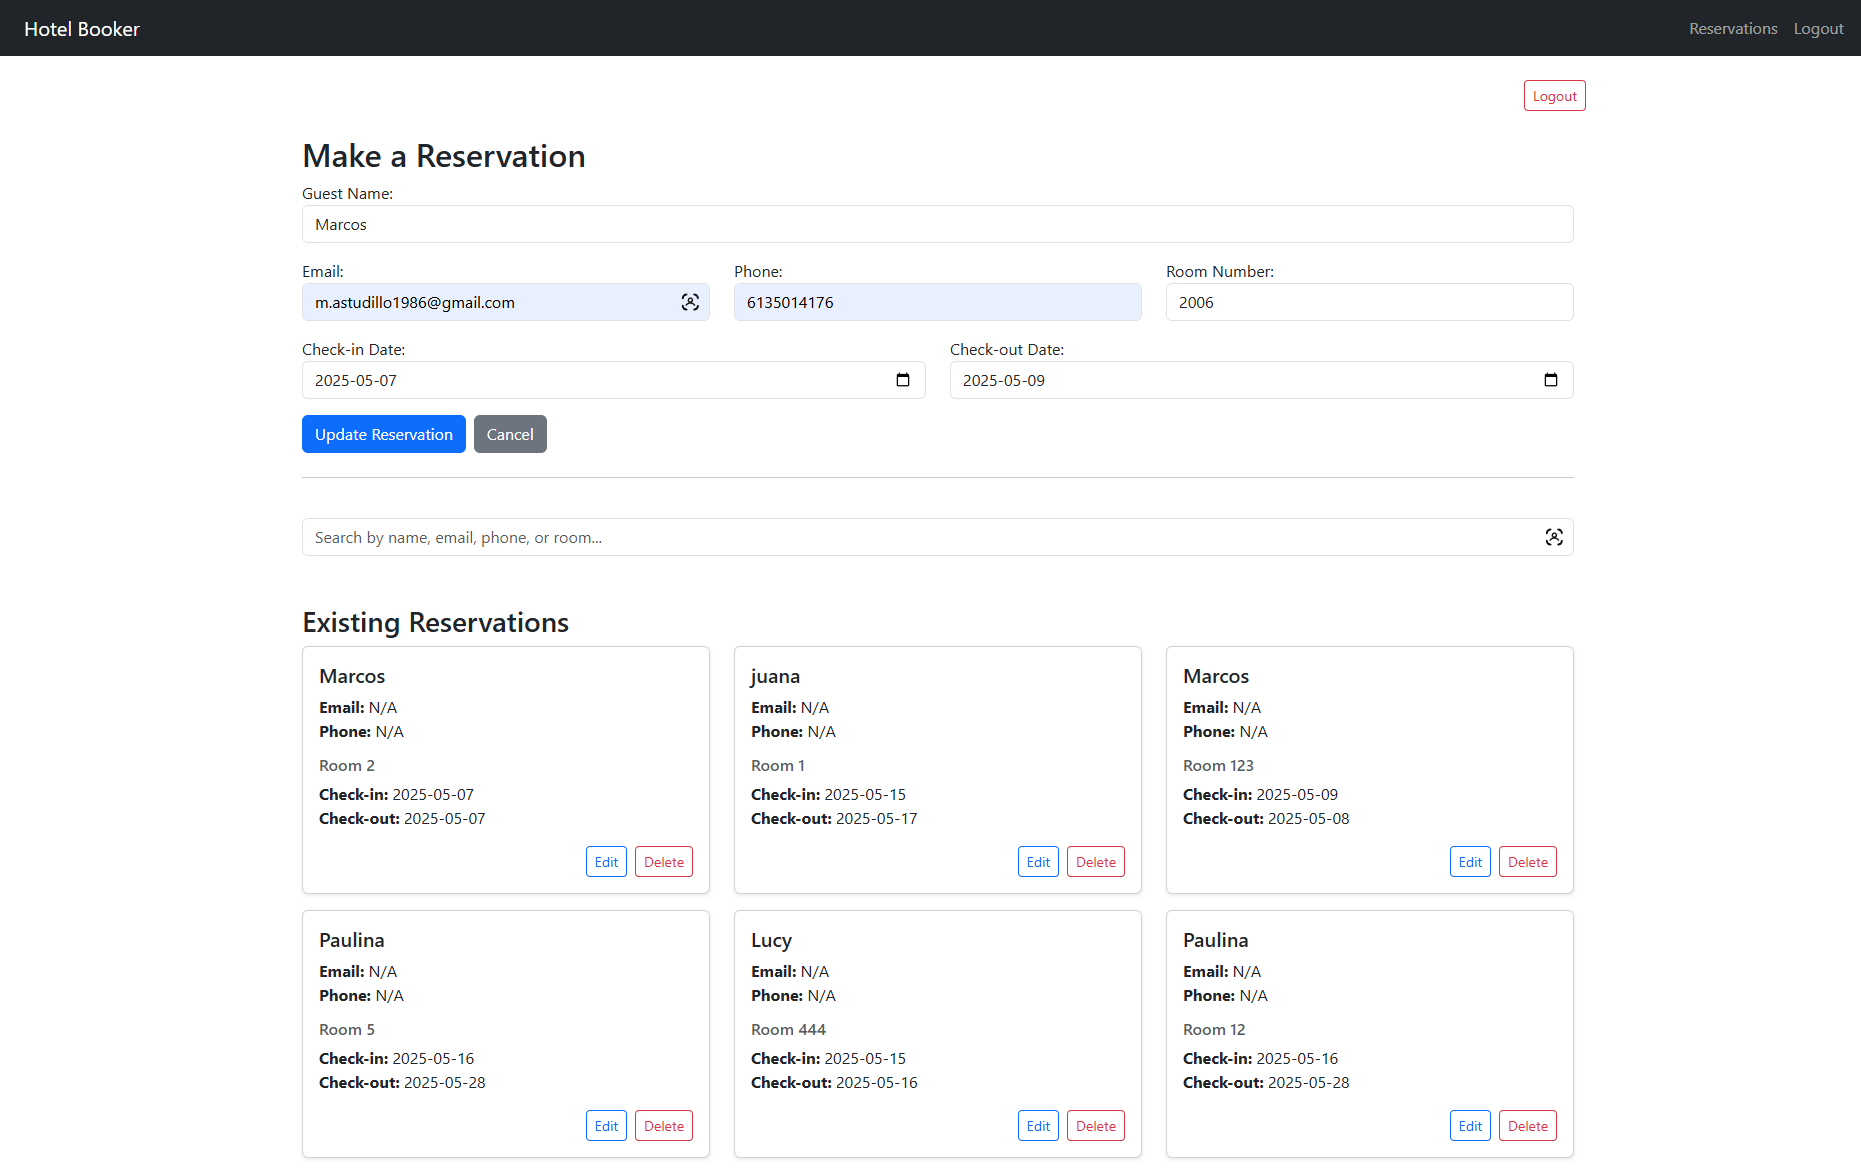 Hotel Booker Reservations Logout
Logout
Make a Reservation
Guest Name:
Marcos
Email: Phone: Room Number:
m.astudillo1986@gmail.com 6135014176 2006
Check-in Date: Check-out Date:
2025-05-07 2025-05-09
Update Reservation Cancel
Search by name, email, phone, or room...
Existing Reservations
Marcos
Email: N/A
Phone: N/A
Room 2
Check-in: 2025-05-07
Check-out: 2025-05-07
Edit Delete
juana
Email: N/A
Phone: N/A
Room 1
Check-in: 2025-05-15
Check-out: 2025-05-17
Edit Delete
Marcos
Email: N/A
Phone: N/A
Room 123
Check-in: 2025-05-09
Check-out: 2025-05-08
Edit Delete
Paulina
Email: N/A
Phone: N/A
Room 5
Check-in: 2025-05-16
Check-out: 2025-05-28
Edit Delete
Lucy
Email: N/A
Phone: N/A
Room 444
Check-in: 2025-05-15
Check-out: 2025-05-16
Edit Delete
Paulina
Email: N/A
Phone: N/A
Room 12
Check-in: 2025-05-16
Check-out: 2025-05-28
Edit Delete